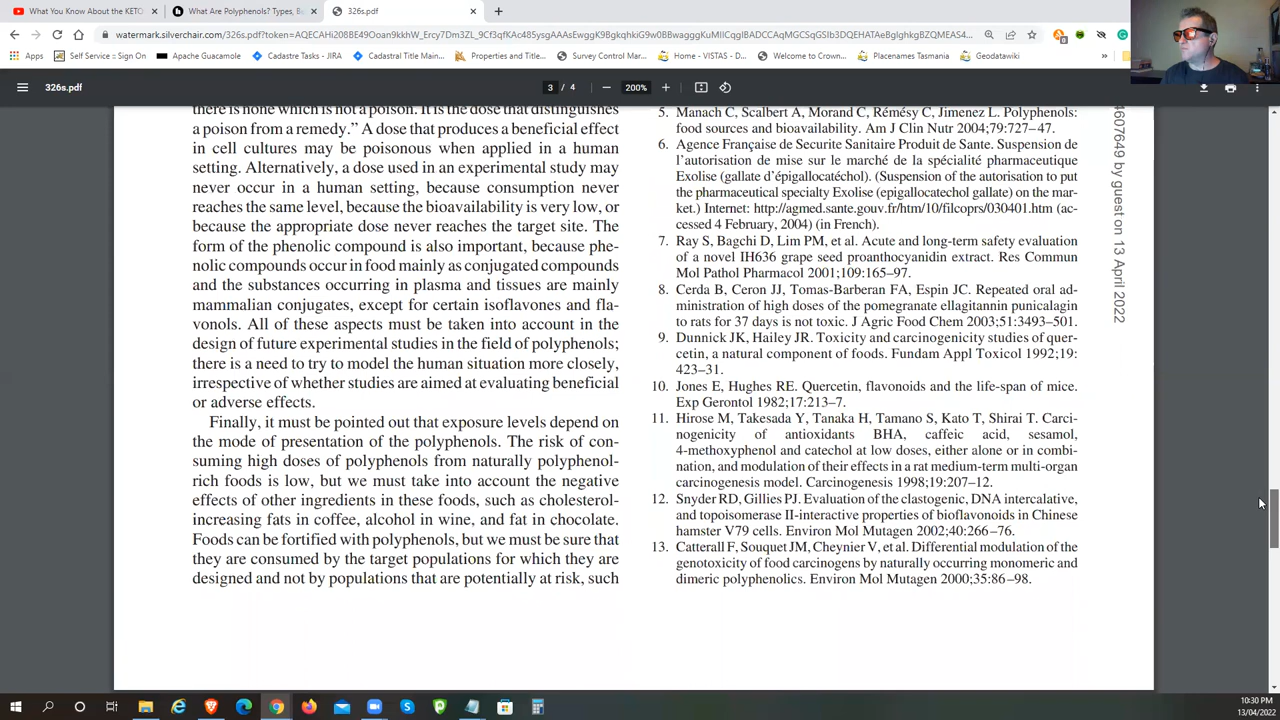 What You Know About the KETO
What Are Polyphenols? Types, B
326s.pdf
watermark.silverchair.com/326s.pdf?token=
Apps
Self Service :: Sign On
Apache Guacamole
Cadastre Tasks - JIRA
Cadastral Title Main...
Properties and Title...
Survey Control Mar...
Home - VISTAS - D...
Welcome to Crown...
Placenames Tasmania
Geodatawiki
326s.pdf
3 / 4
200%
there is none which is not a poison. It is the dose that distinguishes
a poison from a remedy." A dose that produces a beneficial effect
in cell cultures may be poisonous when applied in a human
setting. Alternatively, a dose used in an experimental study may
never occur in a human setting, because consumption never
reaches the same level, because the bioavailability is very low, or
because the appropriate dose never reaches the target site. The
form of the phenolic compound is also important, because phe-
nolic compounds occur in food mainly as conjugated compounds
and the substances occurring in plasma and tissues are mainly
mammalian conjugates, except for certain isoflavones and fla-
vonols. All of these aspects must be taken into account in the
design of future experimental studies in the field of polyphenols;
there is a need to try to model the human situation more closely,
irrespective of whether studies are aimed at evaluating beneficial
or adverse effects.
Finally, it must be pointed out that exposure levels depend on
the mode of presentation of the polyphenols. The risk of con-
suming high doses of polyphenols from naturally polyphenol-
rich foods is low, but we must take into account the negative
effects of other ingredients in these foods, such as cholesterol-
increasing fats in coffee, alcohol in wine, and fat in chocolate.
Foods can be fortified with polyphenols, but we must be sure that
they are consumed by the target populations for which they are
designed and not by populations that are potentially at risk, such
5. Manach C, Scalbert A, Morand C, Rémésy C, Jimenez L. Polyphenols:
food sources and bioavailability. Am J Clin Nutr 2004;79:727–47.
6. Agence Française de Securite Sanitaire Produit de Sante. Suspension de
l'autorisation de mise sur le marché de la spécialité pharmaceutique
Exolise (gallate d'épigallocatéchol). (Suspension of the autorisation to put
the pharmaceutical specialty Exolise (epigallocatechol gallate) on the mar-
ket.) Internet: http://agmed.sante.gouv.fr/htm/10/filcoprs/030401.htm (ac-
cessed 4 February, 2004) (in French).
7. Ray S, Bagchi D, Lim PM, et al. Acute and long-term safety evaluation
of a novel IH636 grape seed proanthocyanidin extract. Res Commun
Mol Pathol Pharmacol 2001;109:165–97.
8. Cerda B, Ceron JJ, Tomas-Barberan FA, Espin JC. Repeated oral ad-
ministration of high doses of the pomegranate ellagitannin punicalagin
to rats for 37 days is not toxic. J Agric Food Chem 2003;51:3493–501.
9. Dunnick JK, Hailey JR. Toxicity and carcinogenicity studies of quer-
cetin, a natural component of foods. Fundam Appl Toxicol 1992;19:
423–31.
10. Jones E, Hughes RE. Quercetin, flavonoids and the life-span of mice.
Exp Gerontol 1982;17:213–7.
11. Hirose M, Takesada Y, Tanaka H, Tamano S, Kato T, Shirai T. Carci-
nogenicity of antioxidants BHA, caffeic acid, sesamol,
4-methoxyphenol and catechol at low doses, either alone or in combi-
nation, and modulation of their effects in a rat medium-term multi-organ
carcinogenesis model. Carcinogenesis 1998;19:207–12.
12. Snyder RD, Gillies PJ. Evaluation of the clastogenic, DNA intercalative,
and topoisomerase II-interactive properties of bioflavonoids in Chinese
hamster V79 cells. Environ Mol Mutagen 2002;40:266–76.
13. Catterall F, Souquet JM, Cheynier V, et al. Differential modulation of the
genotoxicity of food carcinogens by naturally occurring monomeric and
dimeric polyphenolics. Environ Mol Mutagen 2000;35:86–98.
4607649 by guest on 13 April 2022
10:30 PM
13/04/2022